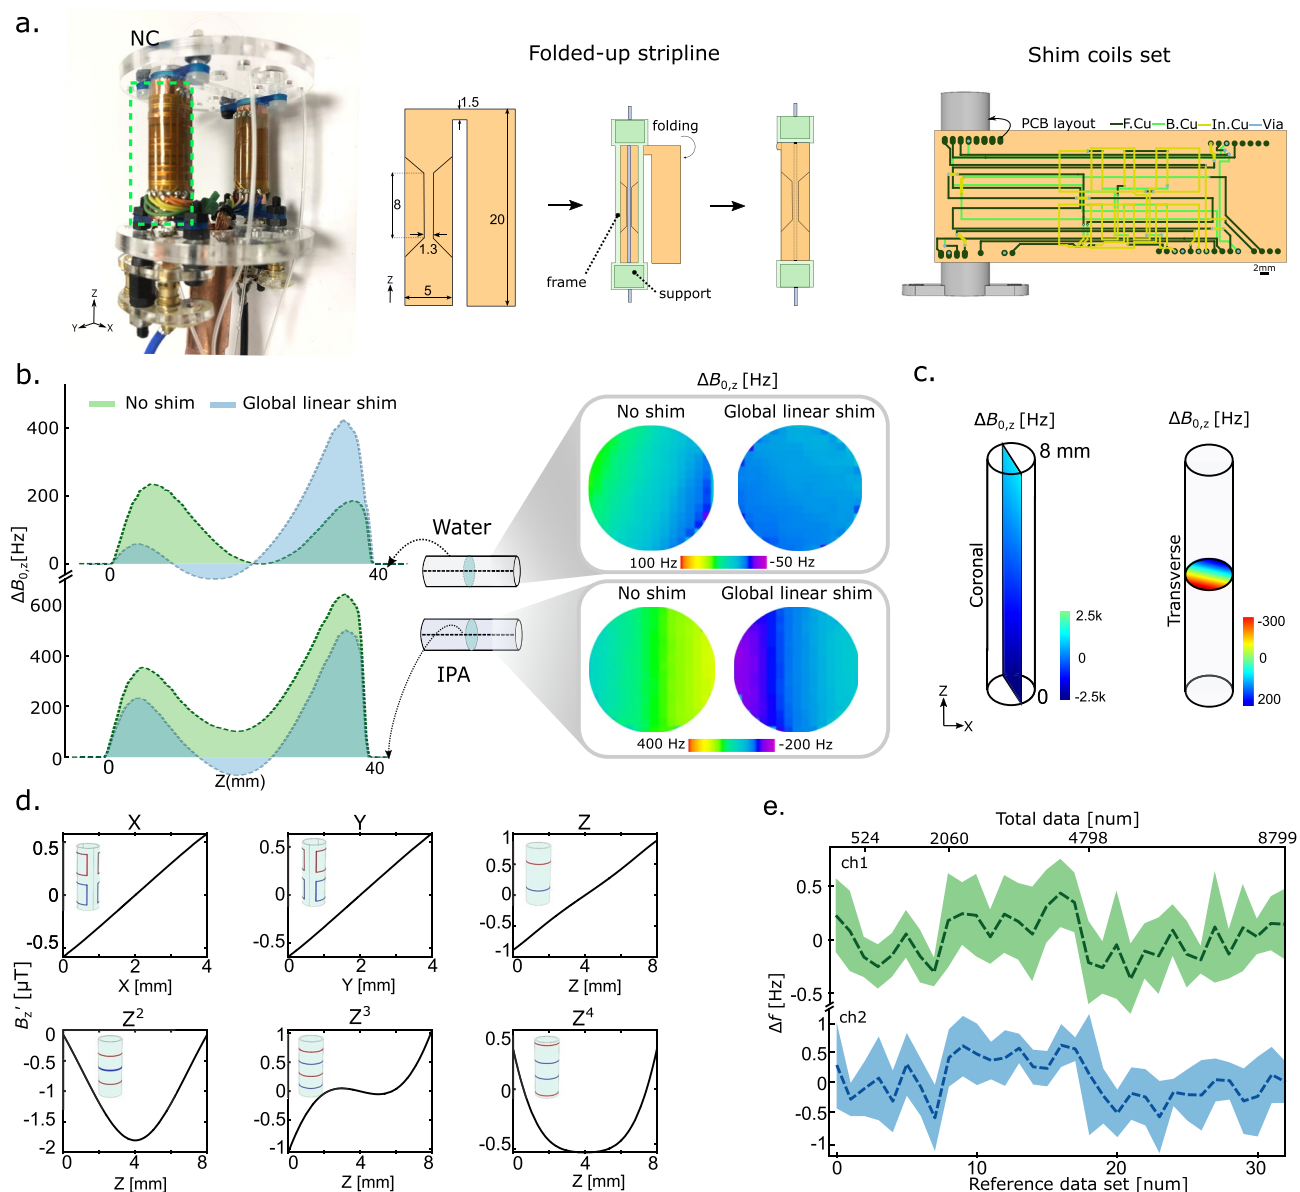 a.
NC
Z
Y
X
Folded-up stripline
1.5
8
1.3
20
5
Z
folding
frame
support
Shim coils set
PCB layout
F.Cu
B.Cu
In.Cu
Via
2mm
b.
No shim
Global linear shim
400
200
0
0
40
600
400
200
0
0
40
ΔB0,z [Hz]
Z(mm)
Water
IPA
ΔB0,z [Hz]
No shim
Global linear shim
100 Hz
-50 Hz
No shim
Global linear shim
400 Hz
-200 Hz
c.
ΔB0,z [Hz]
8 mm
Coronal
0
2.5k
0
-2.5k
Z
X
ΔB0,z [Hz]
Transverse
-300
0
200
d.
Bz' [µT]
X
0.5
0
-0.5
0
2
4
X [mm]
Y
0.5
0
-0.5
0
2
4
Y [mm]
Z
1
0.5
0
-0.5
-1
0
4
8
Z [mm]
Z²
0
-0.5
-1
-1.5
-2
0
4
8
Z [mm]
Z³
1
0.5
0
-0.5
-1
0
4
8
Z [mm]
Z⁴
0.5
0
-0.5
0
4
8
Z [mm]
e.
Total data [num]
524
2060
4798
8799
ch1
0.5
0
-0.5
Δf [Hz]
ch2
1
0.5
0
-0.5
-1
0
10
20
30
Reference data set [num]